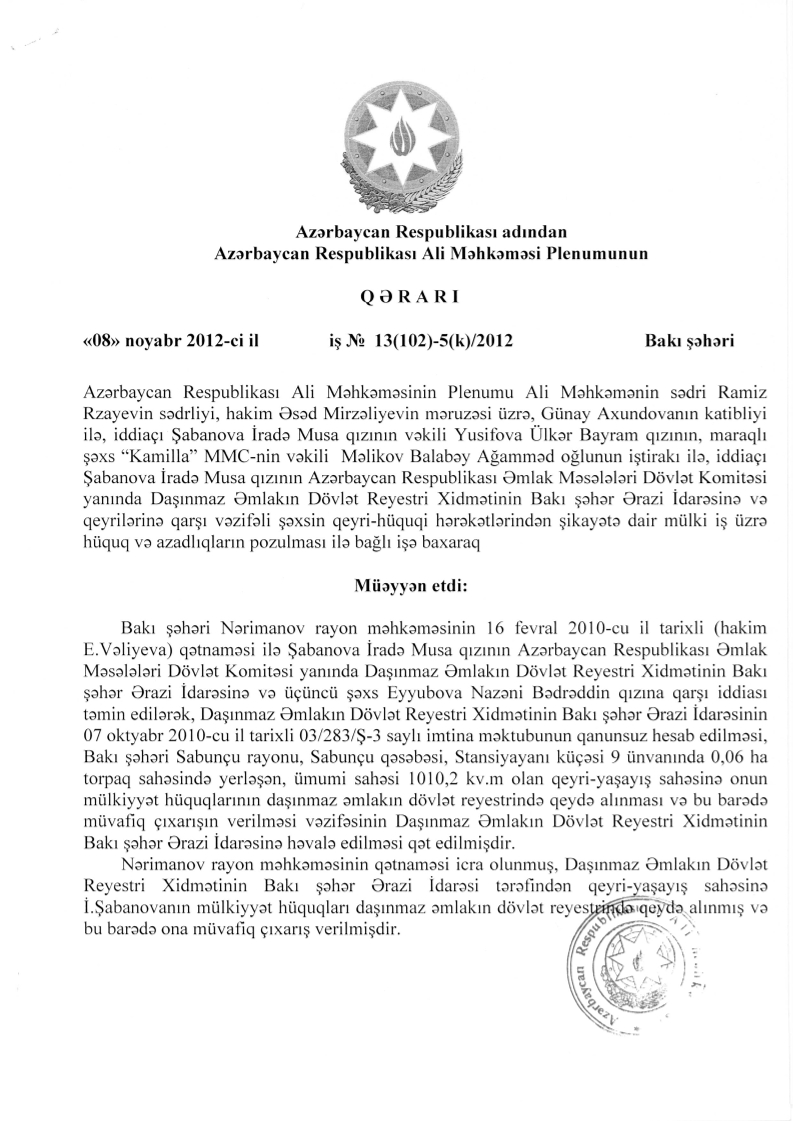 Azərbaycan Respublikası adından
Azərbaycan Respublikası Ali Məhkəməsi Plenumunun
Q Ə R A R I
«08» noyabr 2012-ci il iş № 13(102)-5(k)/2012 Bakı şəhəri
Azərbaycan Respublikası Ali Məhkəməsinin Plenumu Ali Məhkəmənin sədri Ramiz
Rzayevin sədrliyi, hakim Əsəd Mirzəliyevin məruzəsi üzrə, Günay Axundovanın katibliyi
ilə, iddiaçı Şabanova İradə Musa qızının vəkili Yusifova Ülkər Bayram qızının, maraqlı
şəxs “Kamilla” MMC-nin vəkili Məlikov Balabəy Ağamməd oğlunun iştirakı ilə, iddiaçı
Şabanova İradə Musa qızının Azərbaycan Respublikası Əmlak Məsələləri Dövlət Komitəsi
yanında Daşınmaz Əmlakın Dövlət Reyestri Xidmətinin Bakı şəhər Ərazi İdarəsinə və
qeyrilərinə qarşı vəzifəli şəxsin qeyri-hüquqi hərəkətlərindən şikayətə dair mülki iş üzrə
hüquq və azadlıqların pozulması ilə bağlı işə baxaraq
Müəyyən etdi:
Bakı şəhəri Nərimanov rayon məhkəməsinin 16 fevral 2010-cu il tarixli (hakim
E.Vəliyeva) qətnaməsi ilə Şabanova İradə Musa qızının Azərbaycan Respublikası Əmlak
Məsələləri Dövlət Komitəsi yanında Daşınmaz Əmlakın Dövlət Reyestri Xidmətinin Bakı
şəhər Ərazi İdarəsinə və üçüncü şəxs Eyyubova Nazəni Bədrəddin qızına qarşı iddiası
təmin edilərək, Daşınmaz Əmlakın Dövlət Reyestri Xidmətinin Bakı şəhər Ərazi İdarəsinin
07 oktyabr 2010-cu il tarixli 03/283/Ş-3 saylı imtina məktubunun qanunsuz hesab edilməsi,
Bakı şəhəri Sabunçu rayonu, Sabunçu qəsəbəsi, Stansiyayanı küçəsi 9 ünvanında 0,06 ha
torpaq sahəsində yerləşən, ümumi sahəsi 1010,2 kv.m olan qeyri-yaşayış sahəsinə onun
mülkiyyət hüquqlarının daşınmaz əmlakın dövlət reyestrində qeydə alınması və bu barədə
müvafiq çıxarışın verilməsi vəzifəsinin Daşınmaz Əmlakın Dövlət Reyestri Xidmətinin
Bakı şəhər Ərazi İdarəsinə həvalə edilməsi qət edilmişdir.
Nərimanov rayon məhkəməsinin qətnaməsi icra olunmuş, Daşınmaz Əmlakın Dövlət
Reyestri Xidmətinin Bakı şəhər Ərazi İdarəsi tərəfindən qeyri-yaşayış sahəsinə
İ.Şabanovanın mülkiyyət hüquqları daşınmaz əmlakın dövlət reyestrində qeydə alınmış və
bu barədə ona müvafiq çıxarış verilmişdir.
Azərbaycan Respublikası Ali